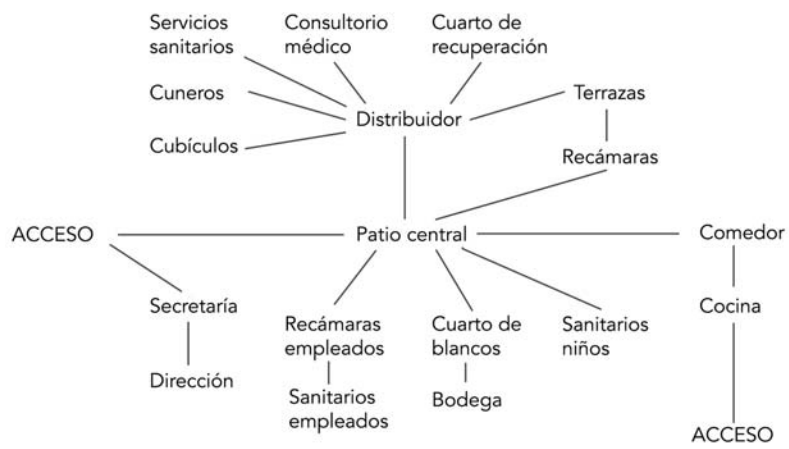 Servicios
sanitarios
Consultorio
médico
Cuarto de
recuperación
Cuneros
Terrazas
Distribuidor
Cubículos
Recámaras
ACCESO
Patio central
Comedor
Secretaría
Recámaras
empleados
Cuarto de
blancos
Sanitarios
niños
Cocina
Dirección
Sanitarios
empleados
Bodega
ACCESO